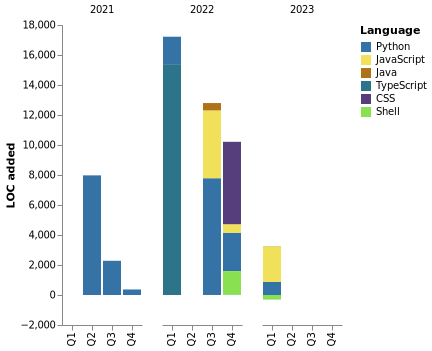 2021 2022 2023
Language
Python
JavaScript
Java
TypeScript
CSS
Shell
LOC added
18,000
16,000
14,000
12,000
10,000
8,000
6,000
4,000
2,000
0
−2,000
Q1 Q2 Q3 Q4 Q1 Q2 Q3 Q4 Q1 Q2 Q3 Q4